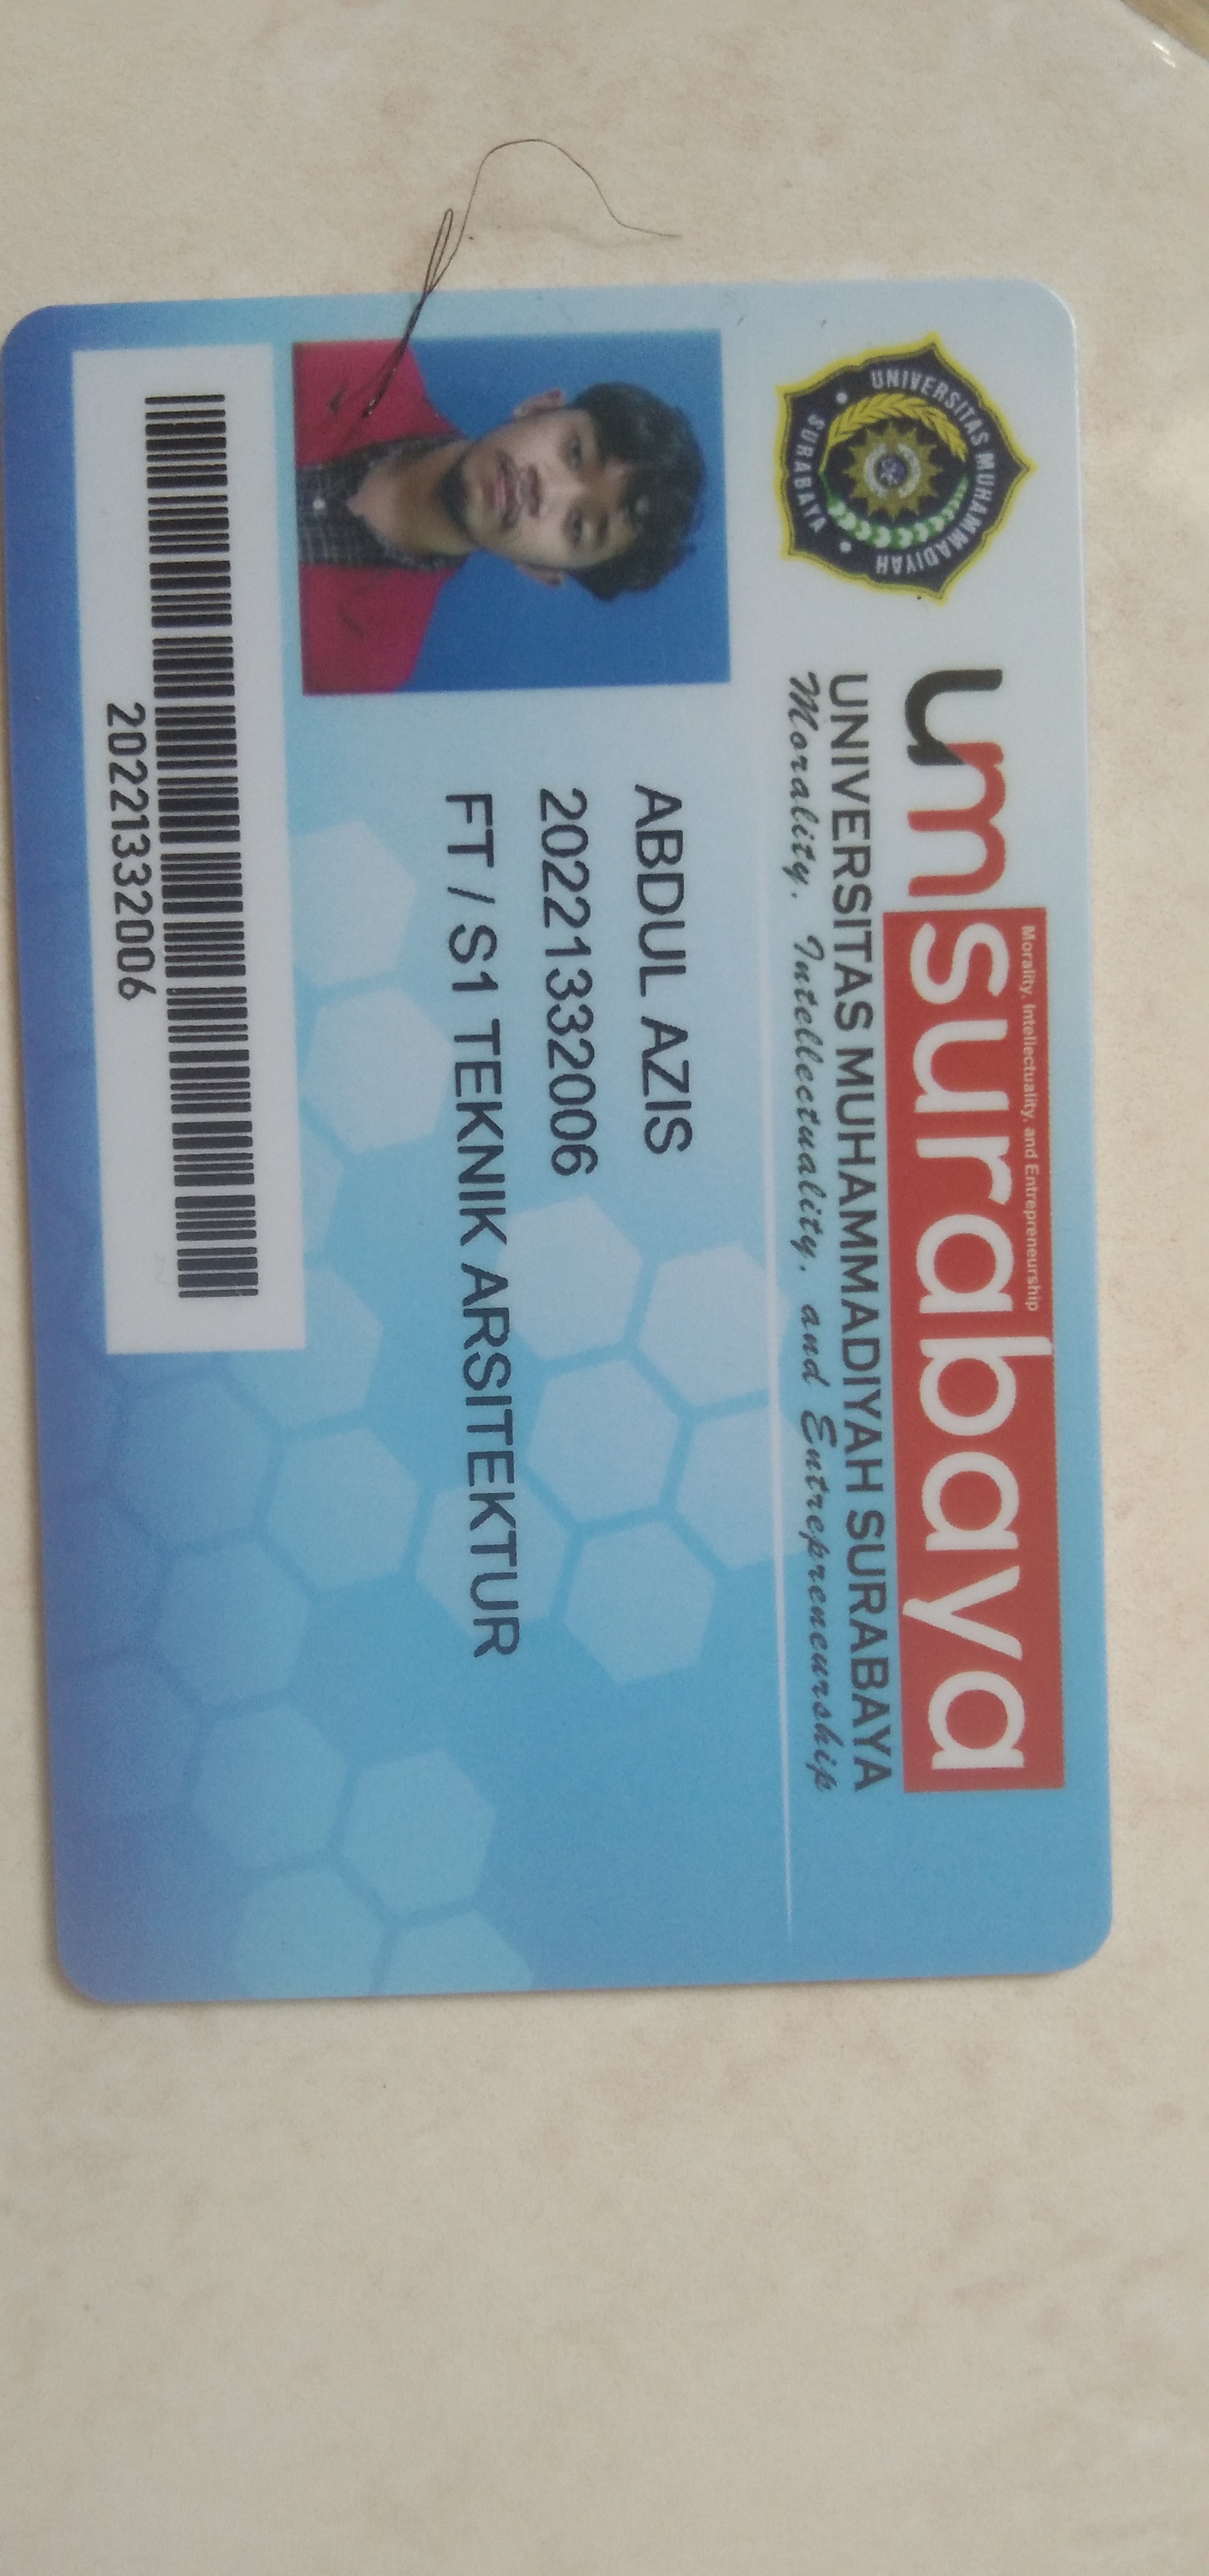 UNIVERSITAS MUHAMMADIYAH
SURABAYA
Morality, Intellectuality, and Entrepreneurship
umsurabaya
UNIVERSITAS MUHAMMADIYAH SURABAYA
Morality, Intellectuality, and Entrepreneurship
ABDUL AZIS
20221332006
FT / S1 TEKNIK ARSITEKTUR
20221332006